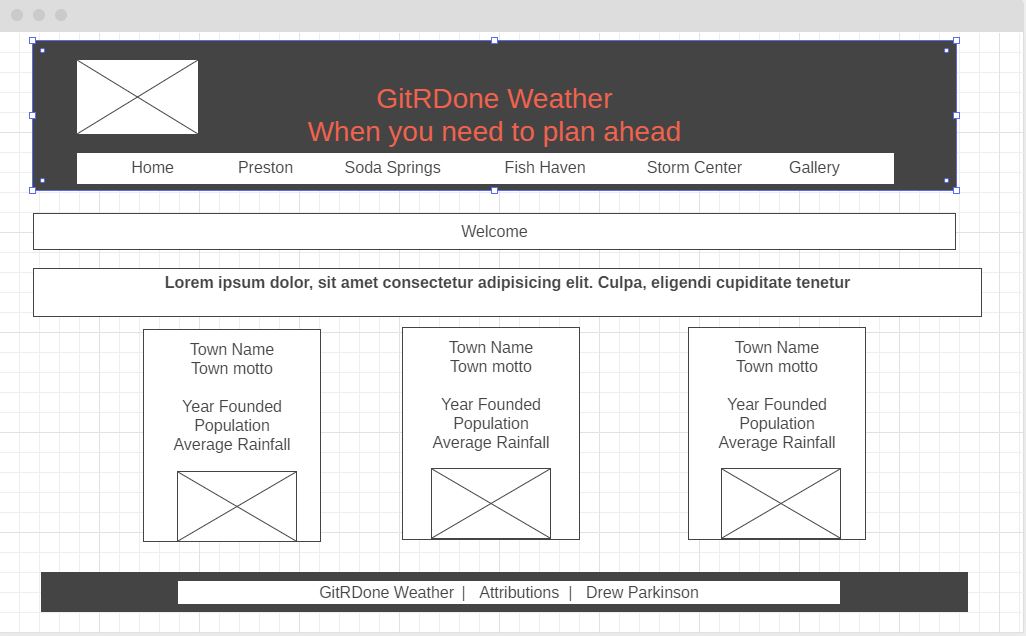 GitRDone Weather
When you need to plan ahead
Home Preston Soda Springs Fish Haven Storm Center Gallery
Welcome
Lorem ipsum dolor, sit amet consectetur adipisicing elit. Culpa, eligendi cupiditate tenetur
Town Name
Town motto
Year Founded
Population
Average Rainfall
Town Name
Town motto
Year Founded
Population
Average Rainfall
Town Name
Town motto
Year Founded
Population
Average Rainfall
GitRDone Weather | Attributions | Drew Parkinson